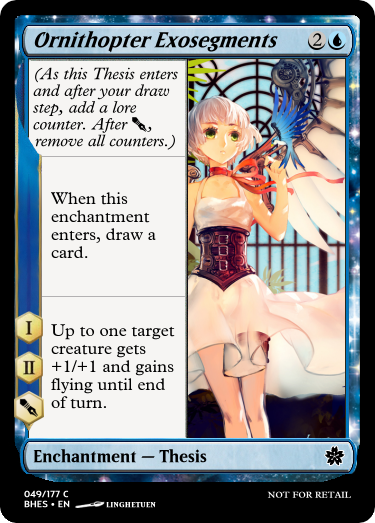 Ornithopter Exosegments 2
(As this Thesis enters
and after your draw
step, add a lore
counter. After ,
remove all counters.)
When this
enchantment
enters, draw a
card.
I
II
Up to one target
creature gets
+1/+1 and gains
flying until end
of turn.
Enchantment — Thesis
049/177 C
BHES • EN LINGHETUEN
NOT FOR RETAIL